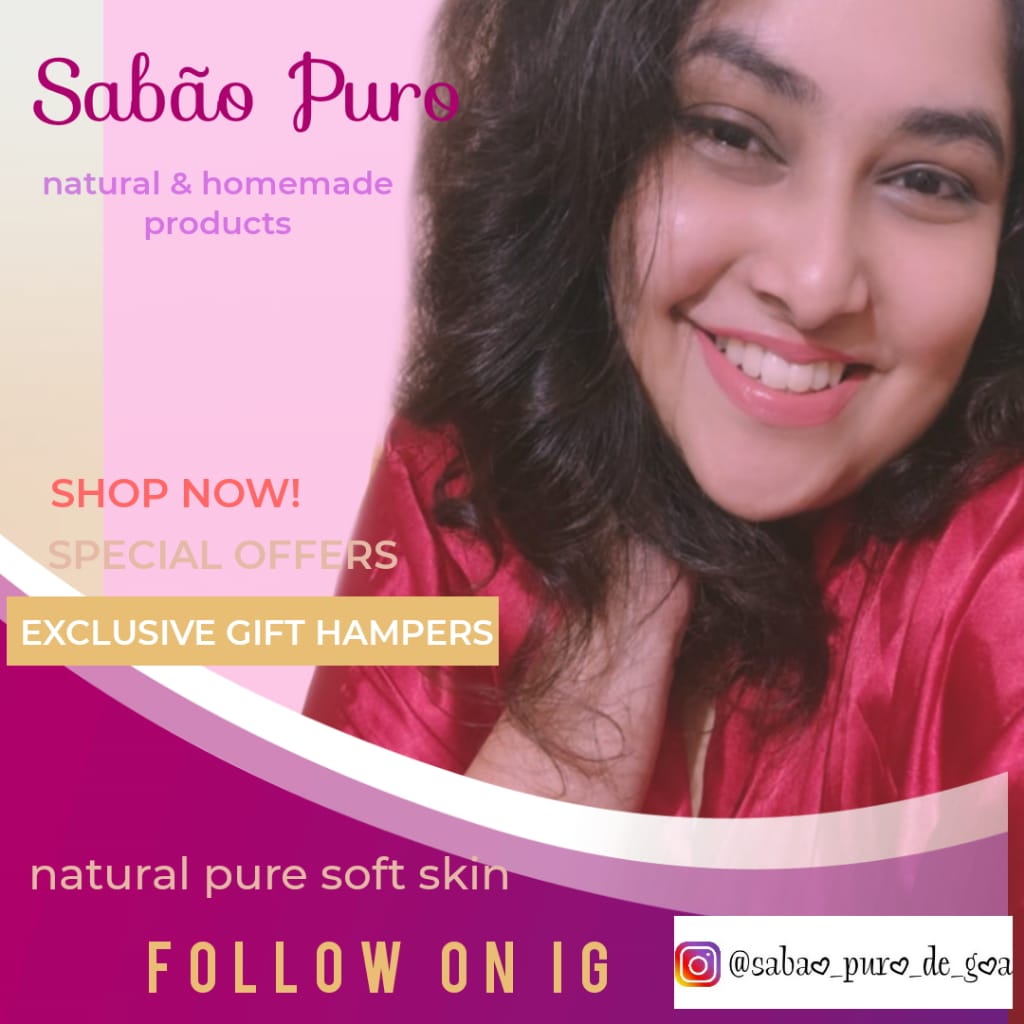 Sabão Puro
natural & homemade
products
SHOP NOW!
SPECIAL OFFERS
EXCLUSIVE GIFT HAMPERS
natural pure soft skin
FOLLOW ON IG
@sabao_puro_de_goa